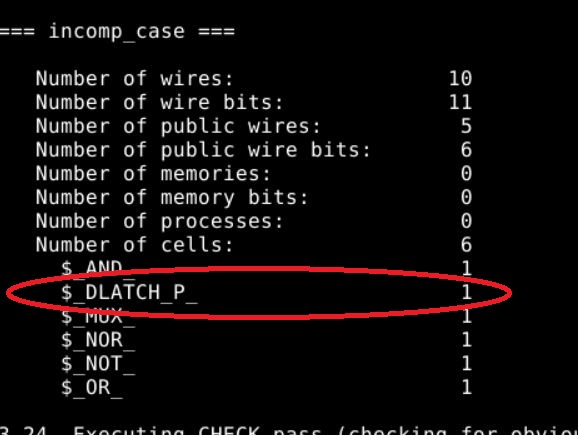 === incomp_case ===
Number of wires: 10
Number of wire bits: 11
Number of public wires: 5
Number of public wire bits: 6
Number of memories: 0
Number of memory bits: 0
Number of processes: 0
Number of cells: 6
$_AND_ 1
$_DLATCH_P_ 1
$_MUX_ 1
$_NOR_ 1
$_NOT_ 1
$_OR_ 1
3.24. Executing CHECK pass (checking for obvious